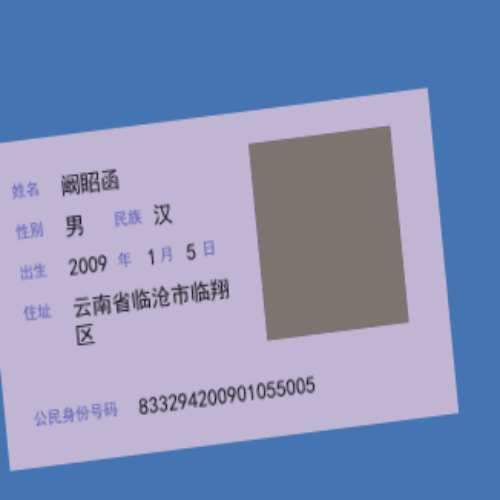 姓名 阚眧函
性别 男 民族 汉
出生 2009 年 1 月 5 日
住址 云南省临沧市临翔
区
公民身份号码 833294200901055005